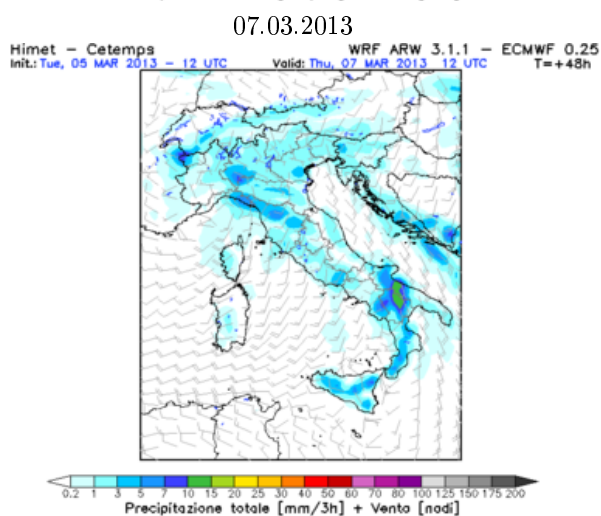 07.03.2013
Himet – Cetemps WRF ARW 3.1.1 – ECMWF 0.25
Init.: Tue, 05 MAR 2013 – 12 UTC Valid: Thu, 07 MAR 2013 12 UTC T=+48h
0.2 1 3 5 7 10 15 20 25 30 40 50 60 70 80 100 125 150 175 200
Precipitazione totale [mm/3h] + Vento [nodi]